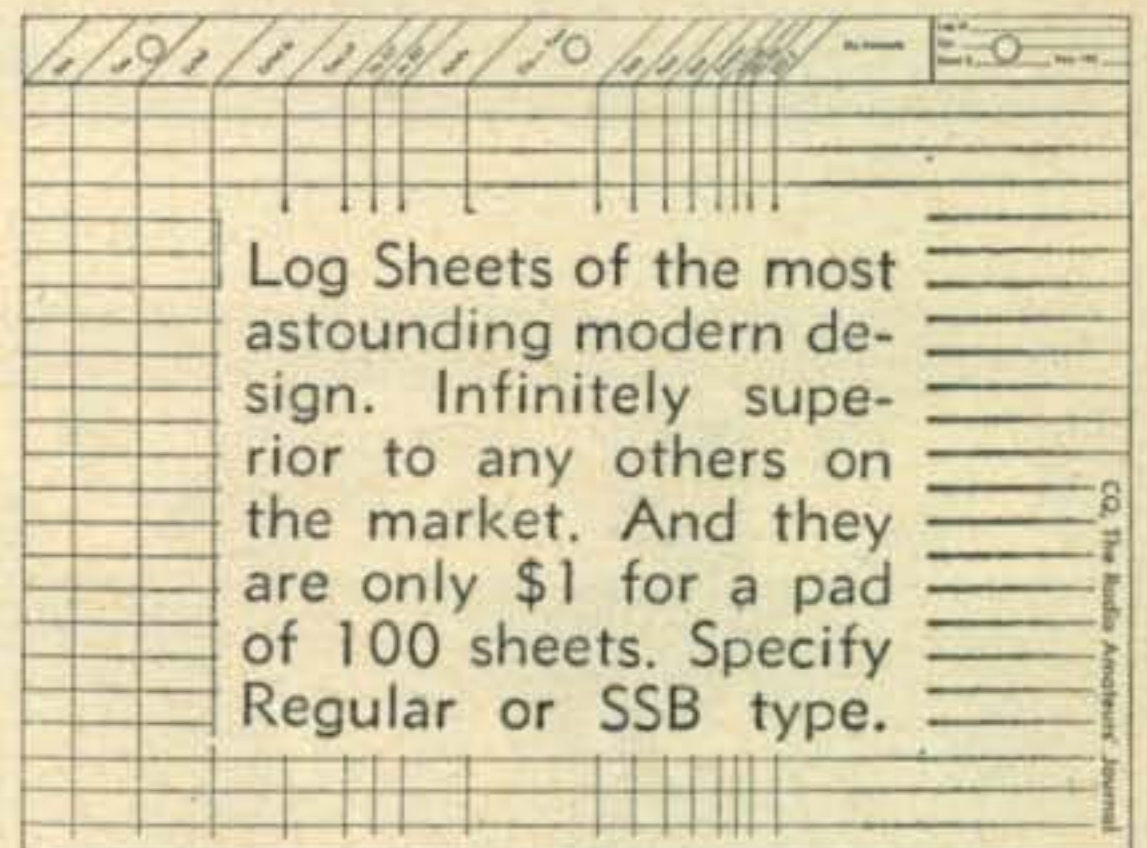 Log Sheets of the most
astounding modern de-
sign. Infinitely supe-
rior to any others on
the market. And they
are only $1 for a pad
of 100 sheets. Specify
Regular or SSB type.
CQ, The Radio Amateurs' Journal